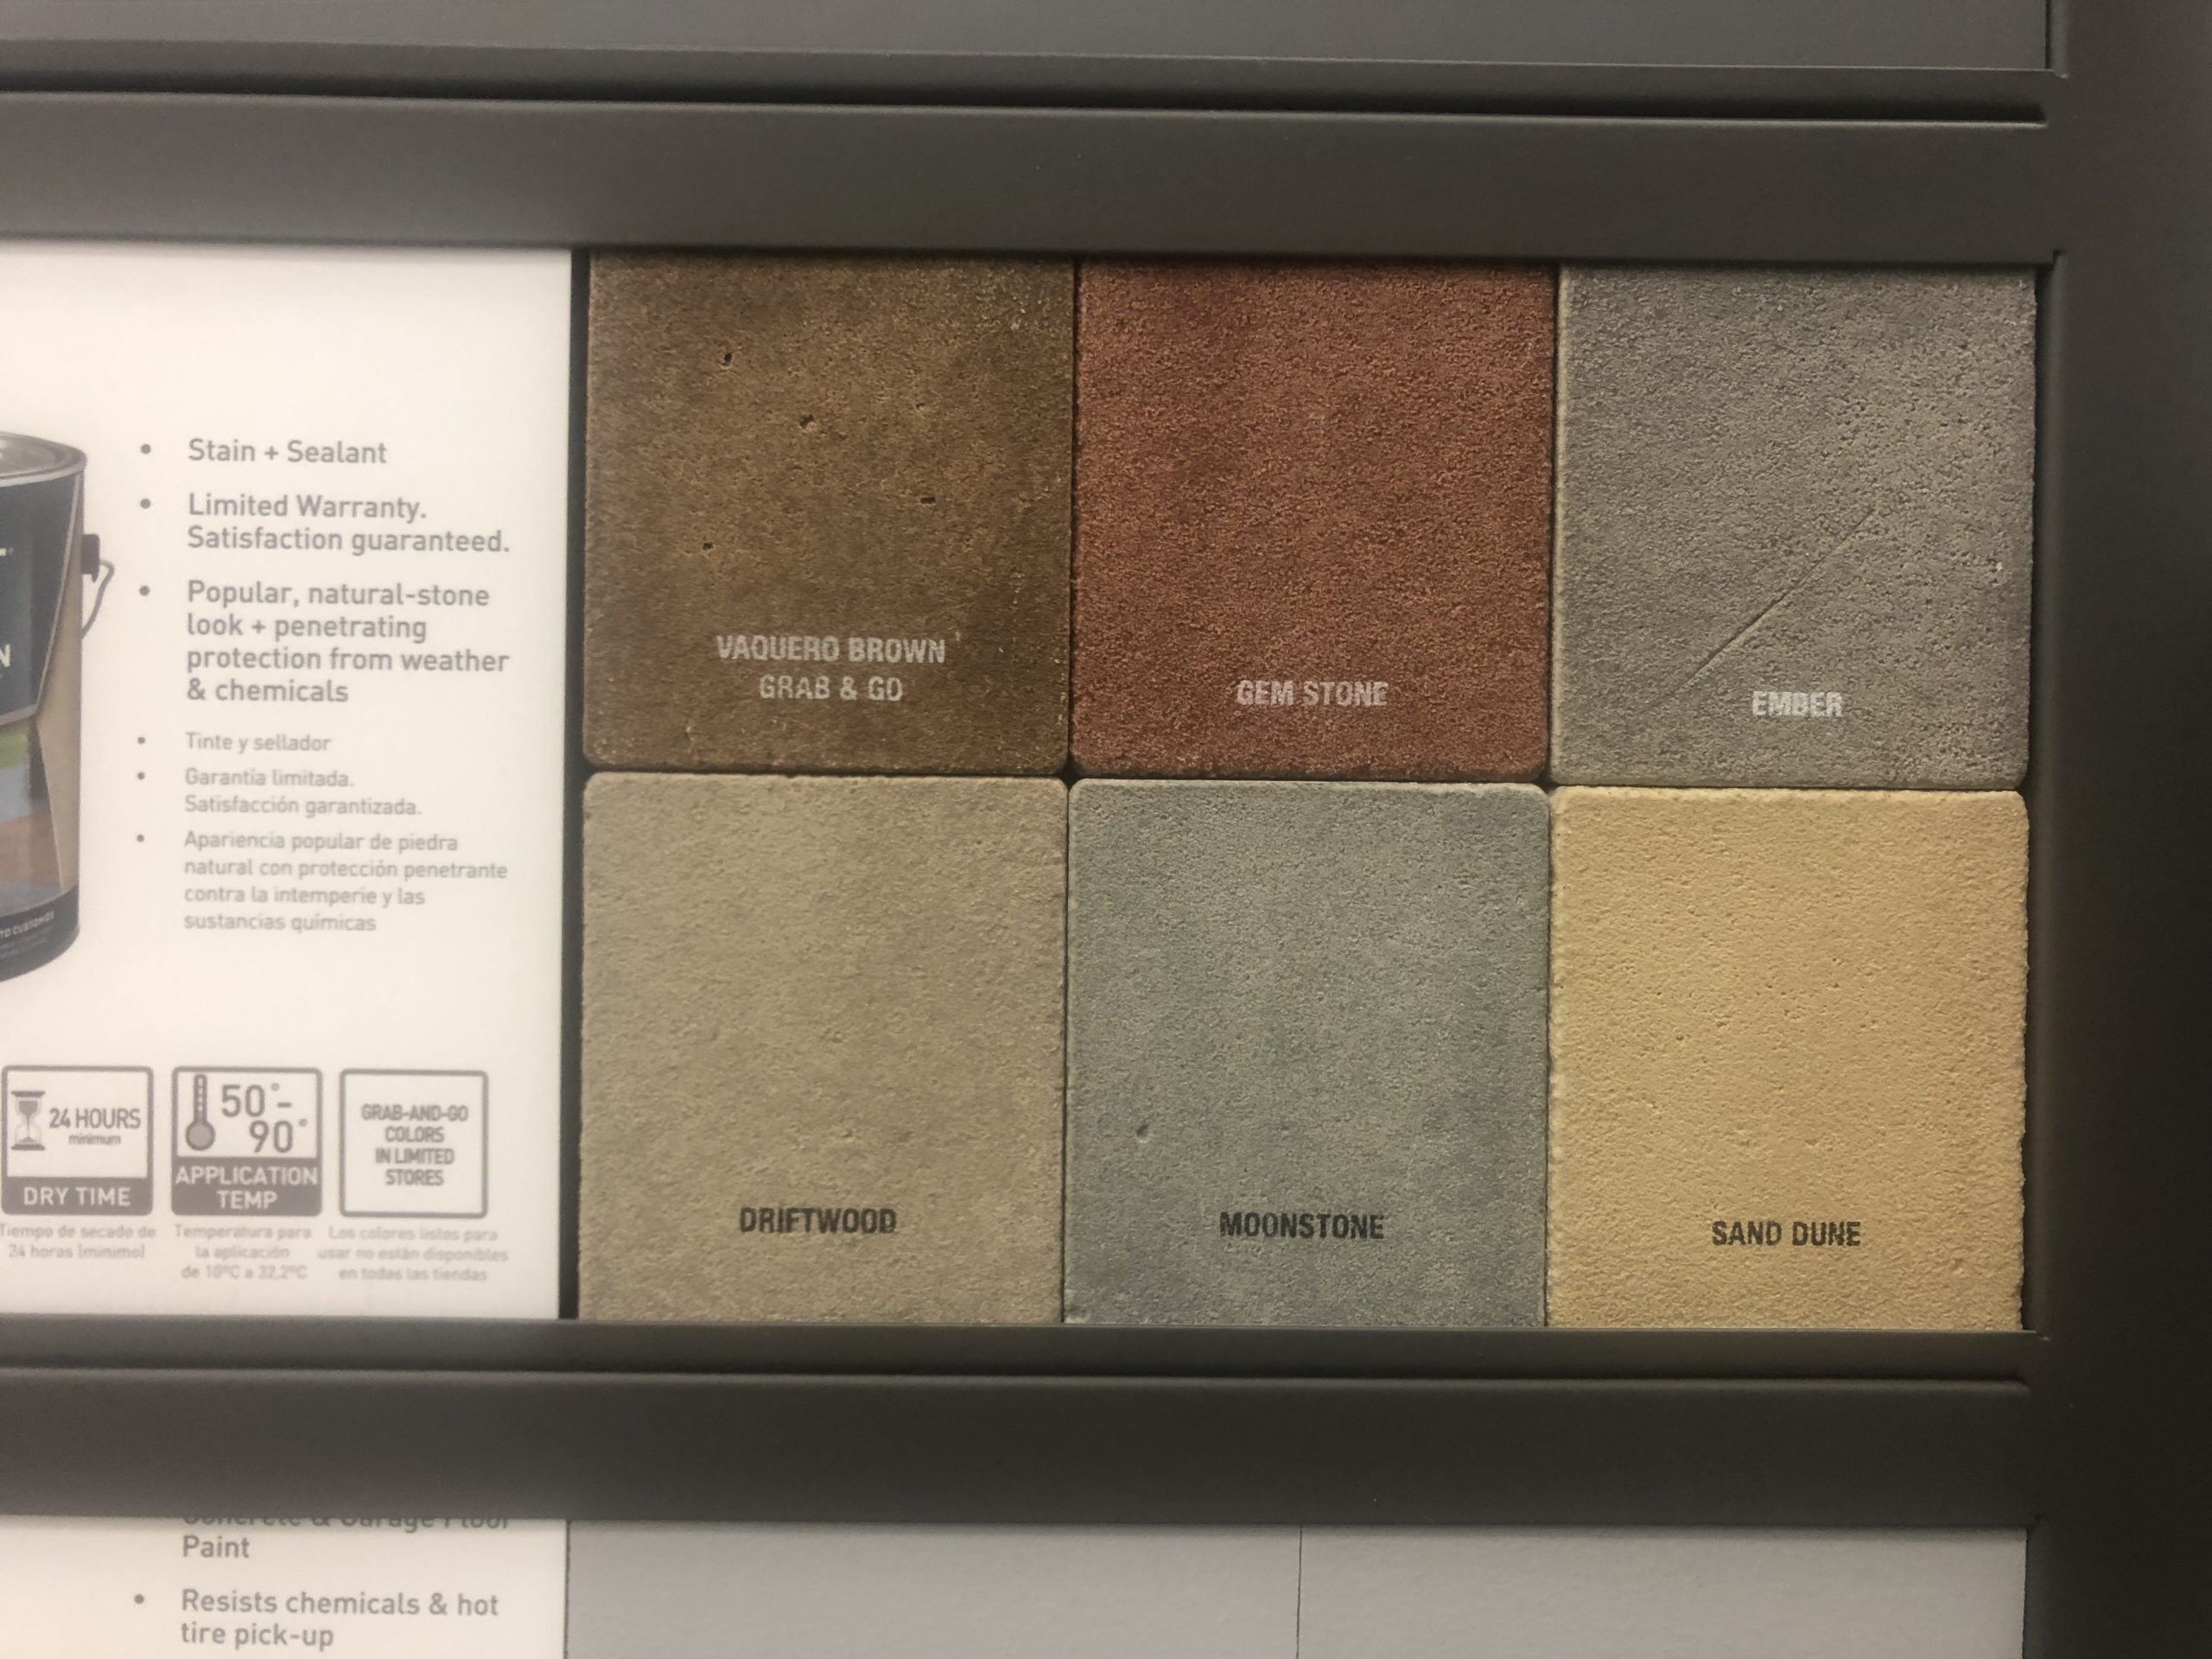 Stain + Sealant
Limited Warranty.
Satisfaction guaranteed.
Popular, natural-stone
look + penetrating
protection from weather
& chemicals
Tinte y sellador
Garantía limitada.
Satisfacción garantizada.
Apariencia popular de piedra
natural con protección penetrante
contra la intemperie y las
sustancias químicas
24 HOURS
minimum
DRY TIME
Tiempo de secado de
24 horas (mínimo)
50°-
90°
APPLICATION
TEMP
Temperatura para
la aplicación
de 10°C a 32,2°C
GRAB-AND-GO
COLORS
IN LIMITED
STORES
Los colores listos para
usar no están disponibles
en todas las tiendas
VAQUERO BROWN
GRAB & GO
GEM STONE
EMBER
DRIFTWOOD
MOONSTONE
SAND DUNE
Concrete & Garage Floor
Paint
Resists chemicals & hot
tire pick-up